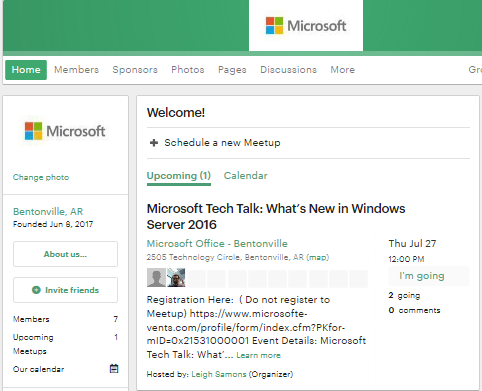 Microsoft
Home Members Sponsors Photos Pages Discussions More Gr
Microsoft
Change photo
Bentonville, AR
Founded Jun 8, 2017
About us...
Invite friends
Members 7
Upcoming 1
Meetups
Our calendar
Welcome!
Schedule a new Meetup
Upcoming (1) Calendar
Microsoft Tech Talk: What's New in Windows
Server 2016
Microsoft Office - Bentonville
2505 Technology Circle, Bentonville, AR (map)
Thu Jul 27
12:00 PM
I'm going
2 going
0 comments
Registration Here: ( Do not register to
Meetup) https://www.microsofte-
vents.com/profile/form/index.cfm?PKfor-
mID=0x21531000001 Event Details: Microsoft
Tech Talk: What'... Learn more
Hosted by: Leigh Samons (Organizer)